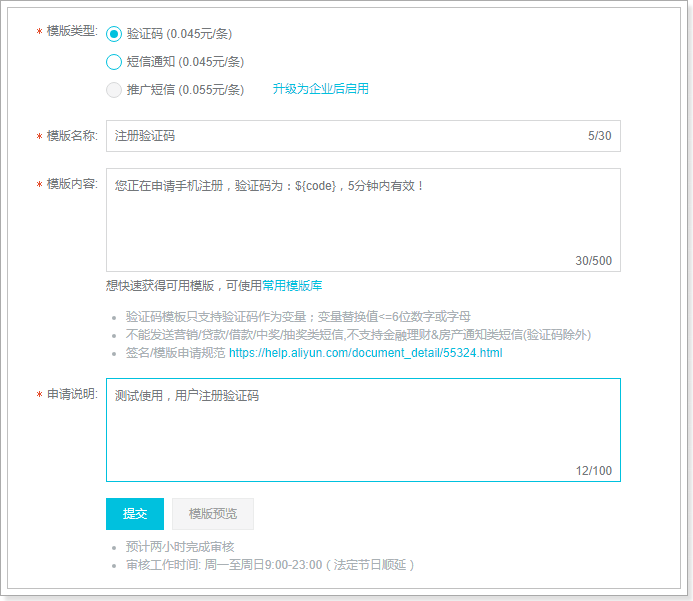 * 模版类型: 验证码 (0.045元/条)
短信通知 (0.045元/条)
推广短信 (0.055元/条) 升级为企业后启用
* 模版名称: 注册验证码 5/30
* 模版内容: 您正在申请手机注册，验证码为：${code}，5分钟内有效！
30/500
想快速获得可用模版，可使用常用模版库
• 验证码模板只支持验证码作为变量；变量替换值<=6位数字或字母
• 不能发送营销/贷款/借款/中奖/抽奖类短信,不支持金融理财&房产通知类短信(验证码除外)
• 签名/模版申请规范 https://help.aliyun.com/document_detail/55324.html
* 申请说明: 测试使用，用户注册验证码
12/100
提交 模版预览
• 预计两小时完成审核
• 审核工作时间: 周一至周日9:00-23:00（法定节日顺延）